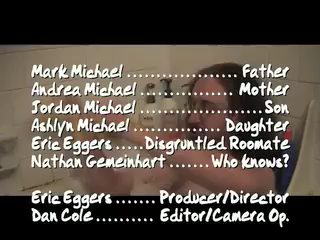 Mark Michael .................. Father
Andrea Michael ............... Mother
Jordan Michael .................... Son
Ashlyn Michael .............. Daughter
Eric Eggers ..... Disgruntled Roomate
Nathan Gemeinhart ....... Who Knows?
Eric Eggers ....... Producer/Director
Dan Cole .......... Editor/Camera Op.